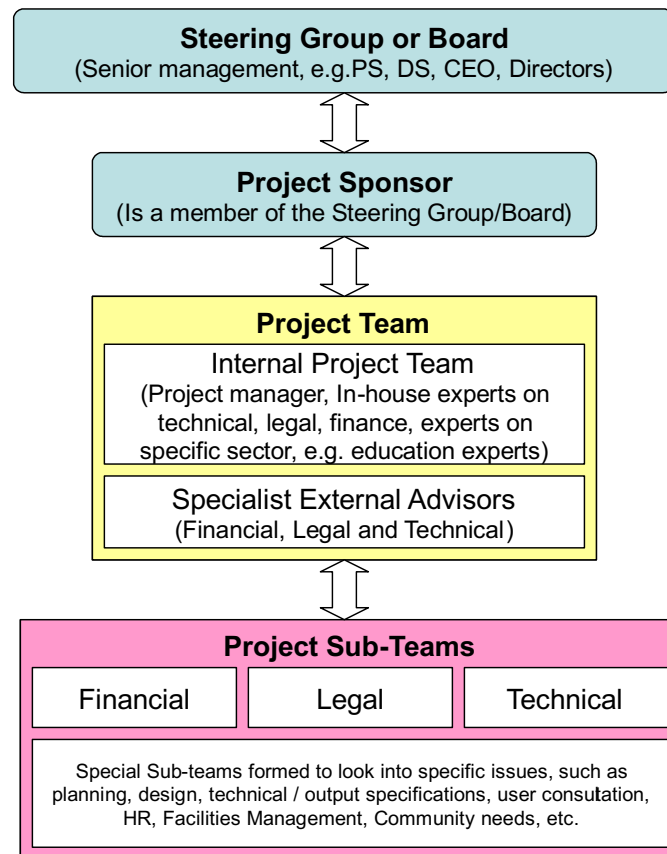 Steering Group or Board
(Senior management, e.g.PS, DS, CEO, Directors)
Project Sponsor
(Is a member of the Steering Group/Board)
Project Team
Internal Project Team
(Project manager, In-house experts on
technical, legal, finance, experts on
specific sector, e.g. education experts)
Specialist External Advisors
(Financial, Legal and Technical)
Project Sub-Teams
Financial
Legal
Technical
Special Sub-teams formed to look into specific issues, such as
planning, design, technical / output specifications, user consultation,
HR, Facilities Management, Community needs, etc.